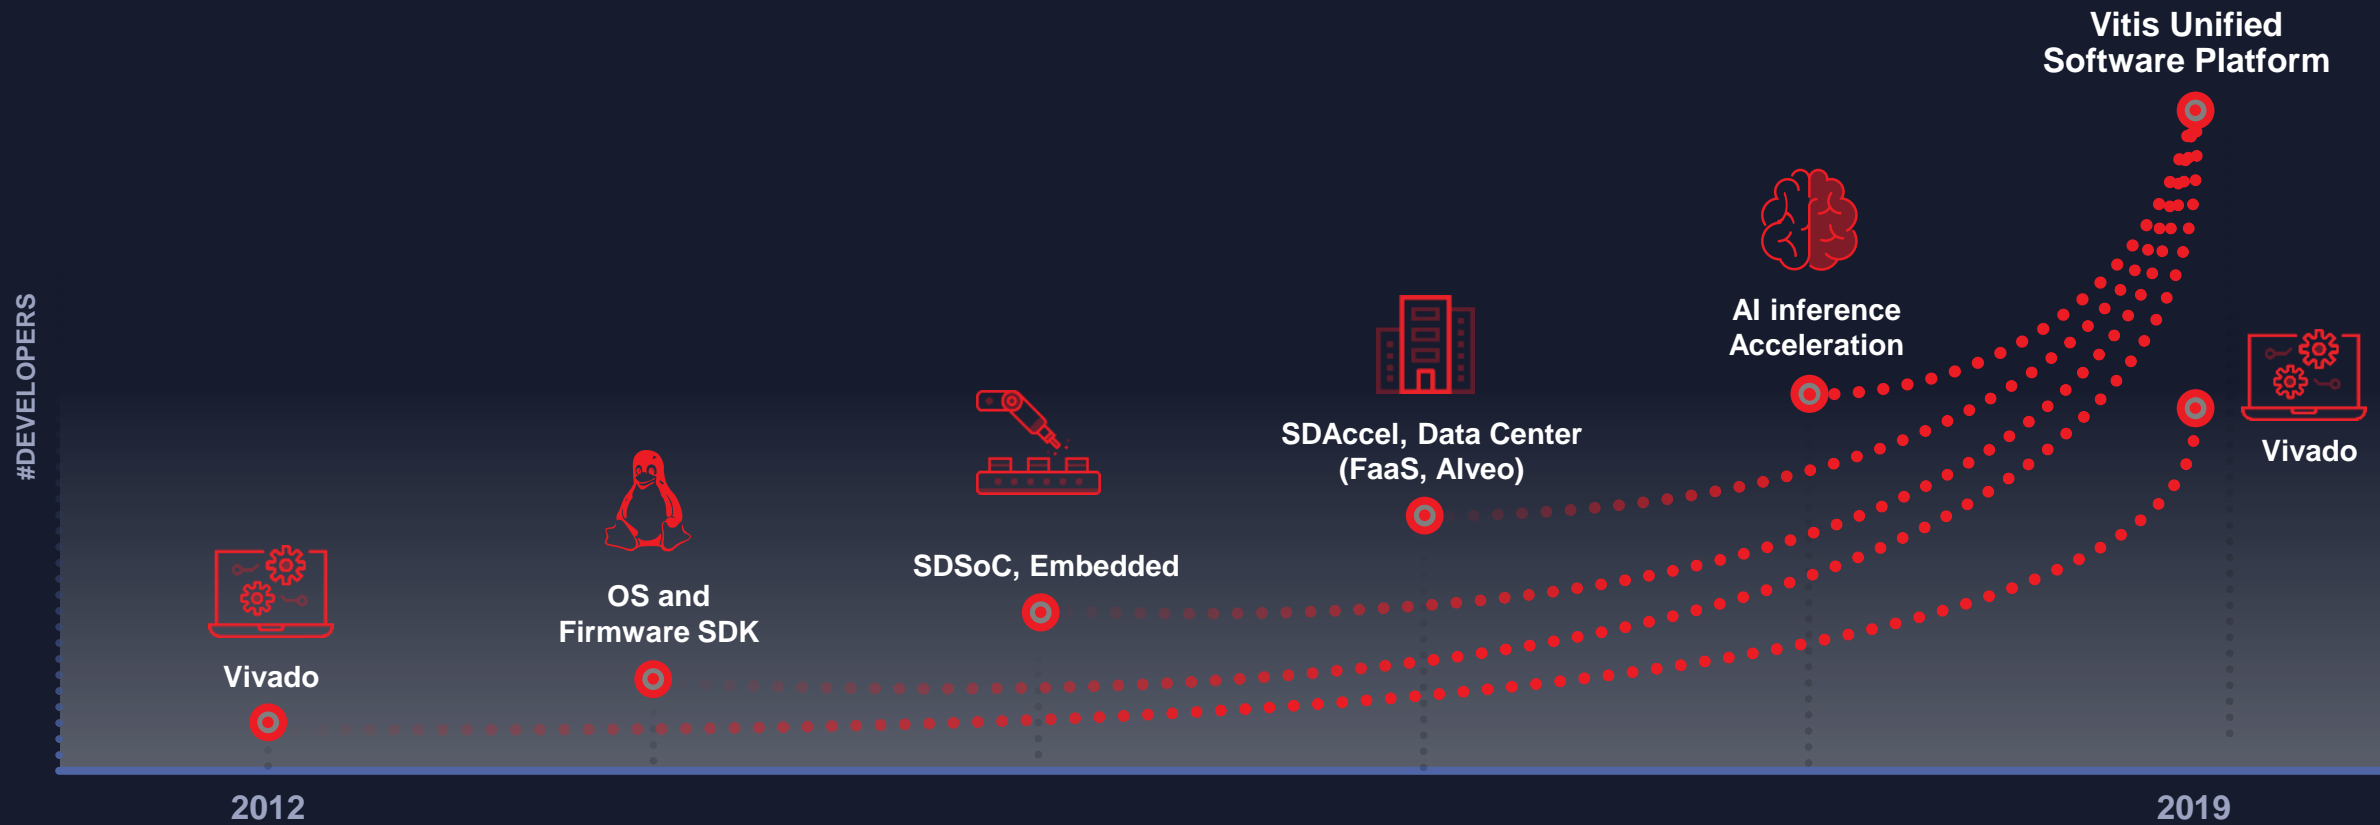 Vitis Unified
Software Platform
#DEVELOPERS
AI inference
Acceleration
SDAccel, Data Center
(FaaS, Alveo)
Vivado
SDSoC, Embedded
OS and
Firmware SDK
Vivado
2012
2019